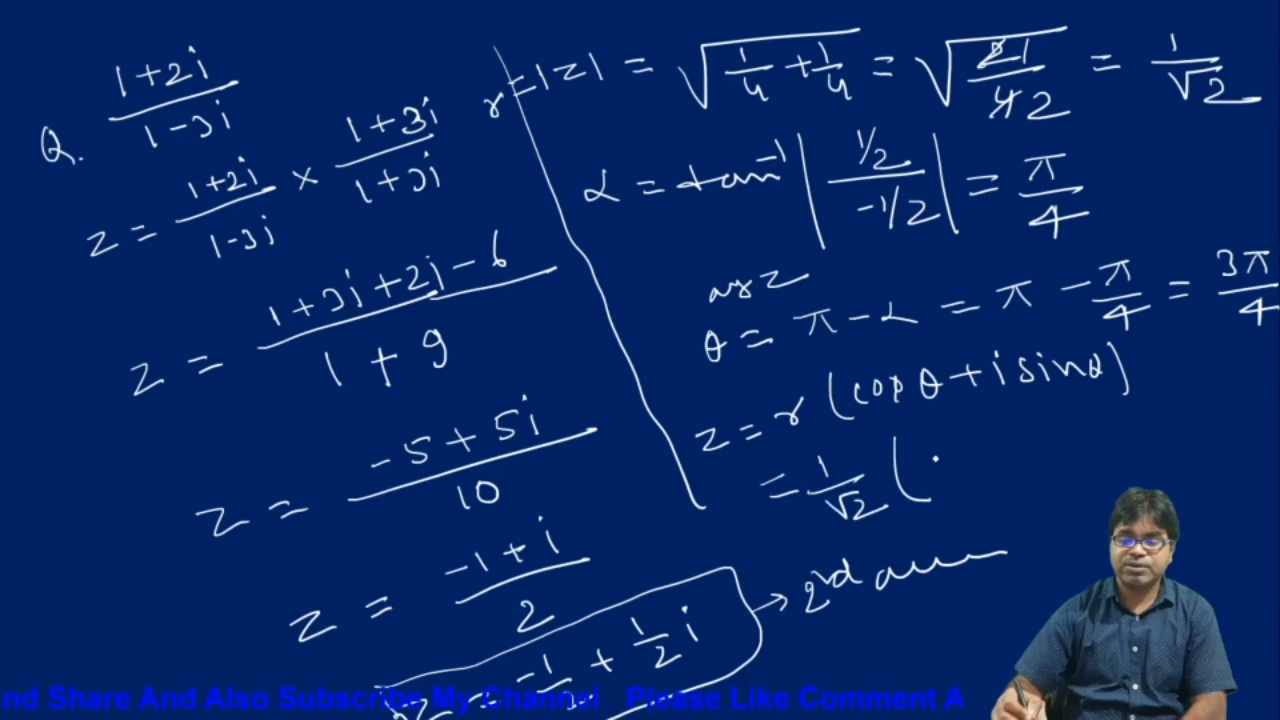 Q. (1+2i)/(1-3i)
z = (1+2i)/(1-3i) × (1+3i)/(1+3i)
z = (1+3i+2i-6)/(1+9)
z = (-5+5i)/10
z = (-1+i)/2
z = -1/2 + 1/2 i → 2nd
r = |z| = √(1/4 + 1/4) = √(2 1/4 2) = 1/√2
α = tan⁻¹ |(1/2)/(-1/2)| = π/4
arg z
θ = π - α = π - π/4 = 3π/4
z = r (cos θ + i sin θ)
= 1/√2 (
nd Share And Also Subscribe My Channel Please Like Comment A